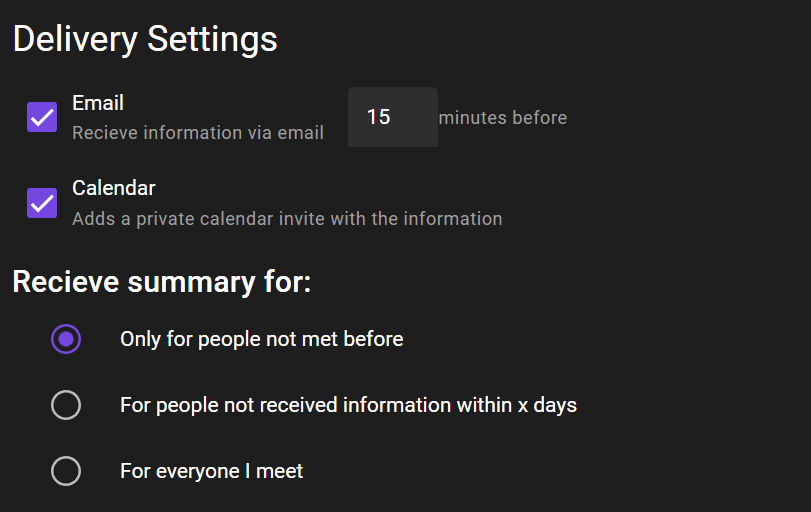 Delivery Settings
Email
Recieve information via email
15 minutes before
Calendar
Adds a private calendar invite with the information
Recieve summary for:
Only for people not met before
For people not received information within x days
For everyone I meet